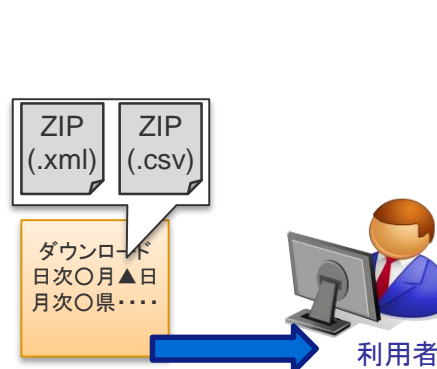 ZIP
(.xml)
ZIP
(.csv)
ダウンロード
日次〇月▲日
月次〇県・・・・
利用者